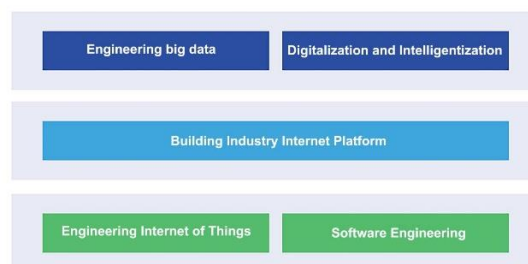 Engineering big data
Digitalization and Intelligentization
Building Industry Internet Platform
Engineering Internet of Things
Software Engineering